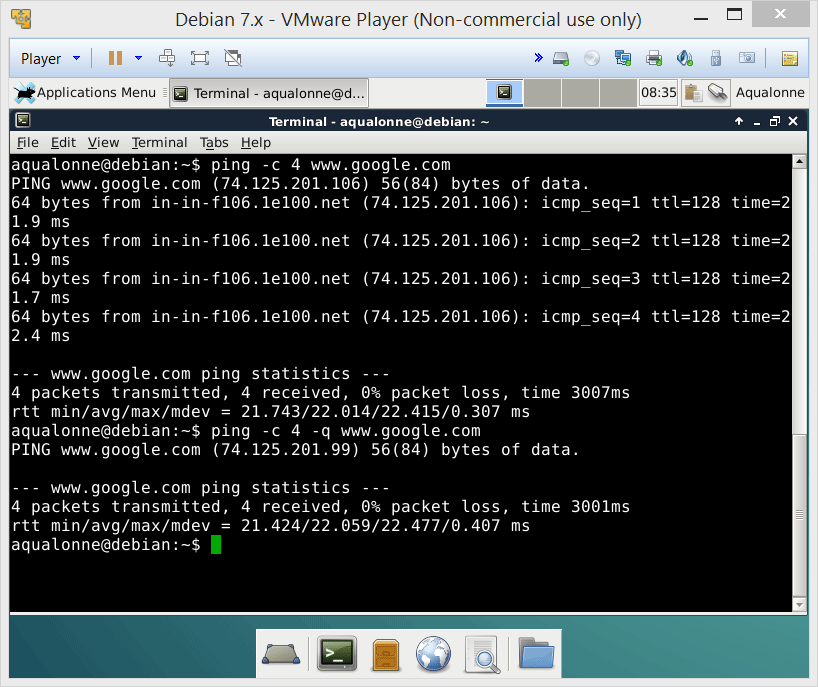 Debian 7.x - VMware Player (Non-commercial use only)
Player
Applications Menu
Terminal - aqualonne@d...
08:35
Aqualonne
Terminal - aqualonne@debian: ~
File Edit View Terminal Tabs Help
aqualonne@debian:~$ ping -c 4 www.google.com
PING www.google.com (74.125.201.106) 56(84) bytes of data.
64 bytes from in-in-f106.1e100.net (74.125.201.106): icmp_seq=1 ttl=128 time=2
1.9 ms
64 bytes from in-in-f106.1e100.net (74.125.201.106): icmp_seq=2 ttl=128 time=2
1.9 ms
64 bytes from in-in-f106.1e100.net (74.125.201.106): icmp_seq=3 ttl=128 time=2
1.7 ms
64 bytes from in-in-f106.1e100.net (74.125.201.106): icmp_seq=4 ttl=128 time=2
2.4 ms
--- www.google.com ping statistics ---
4 packets transmitted, 4 received, 0% packet loss, time 3007ms
rtt min/avg/max/mdev = 21.743/22.014/22.415/0.307 ms
aqualonne@debian:~$ ping -c 4 -q www.google.com
PING www.google.com (74.125.201.99) 56(84) bytes of data.
--- www.google.com ping statistics ---
4 packets transmitted, 4 received, 0% packet loss, time 3001ms
rtt min/avg/max/mdev = 21.424/22.059/22.477/0.407 ms
aqualonne@debian:~$